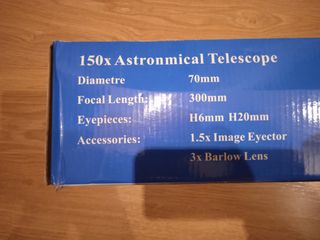 150x Astronmical Telescope
Diametre 70mm
Focal Length: 300mm
Eyepieces: H6mm H20mm
Accessories: 1.5x Image Eyector
3x Barlow Lens